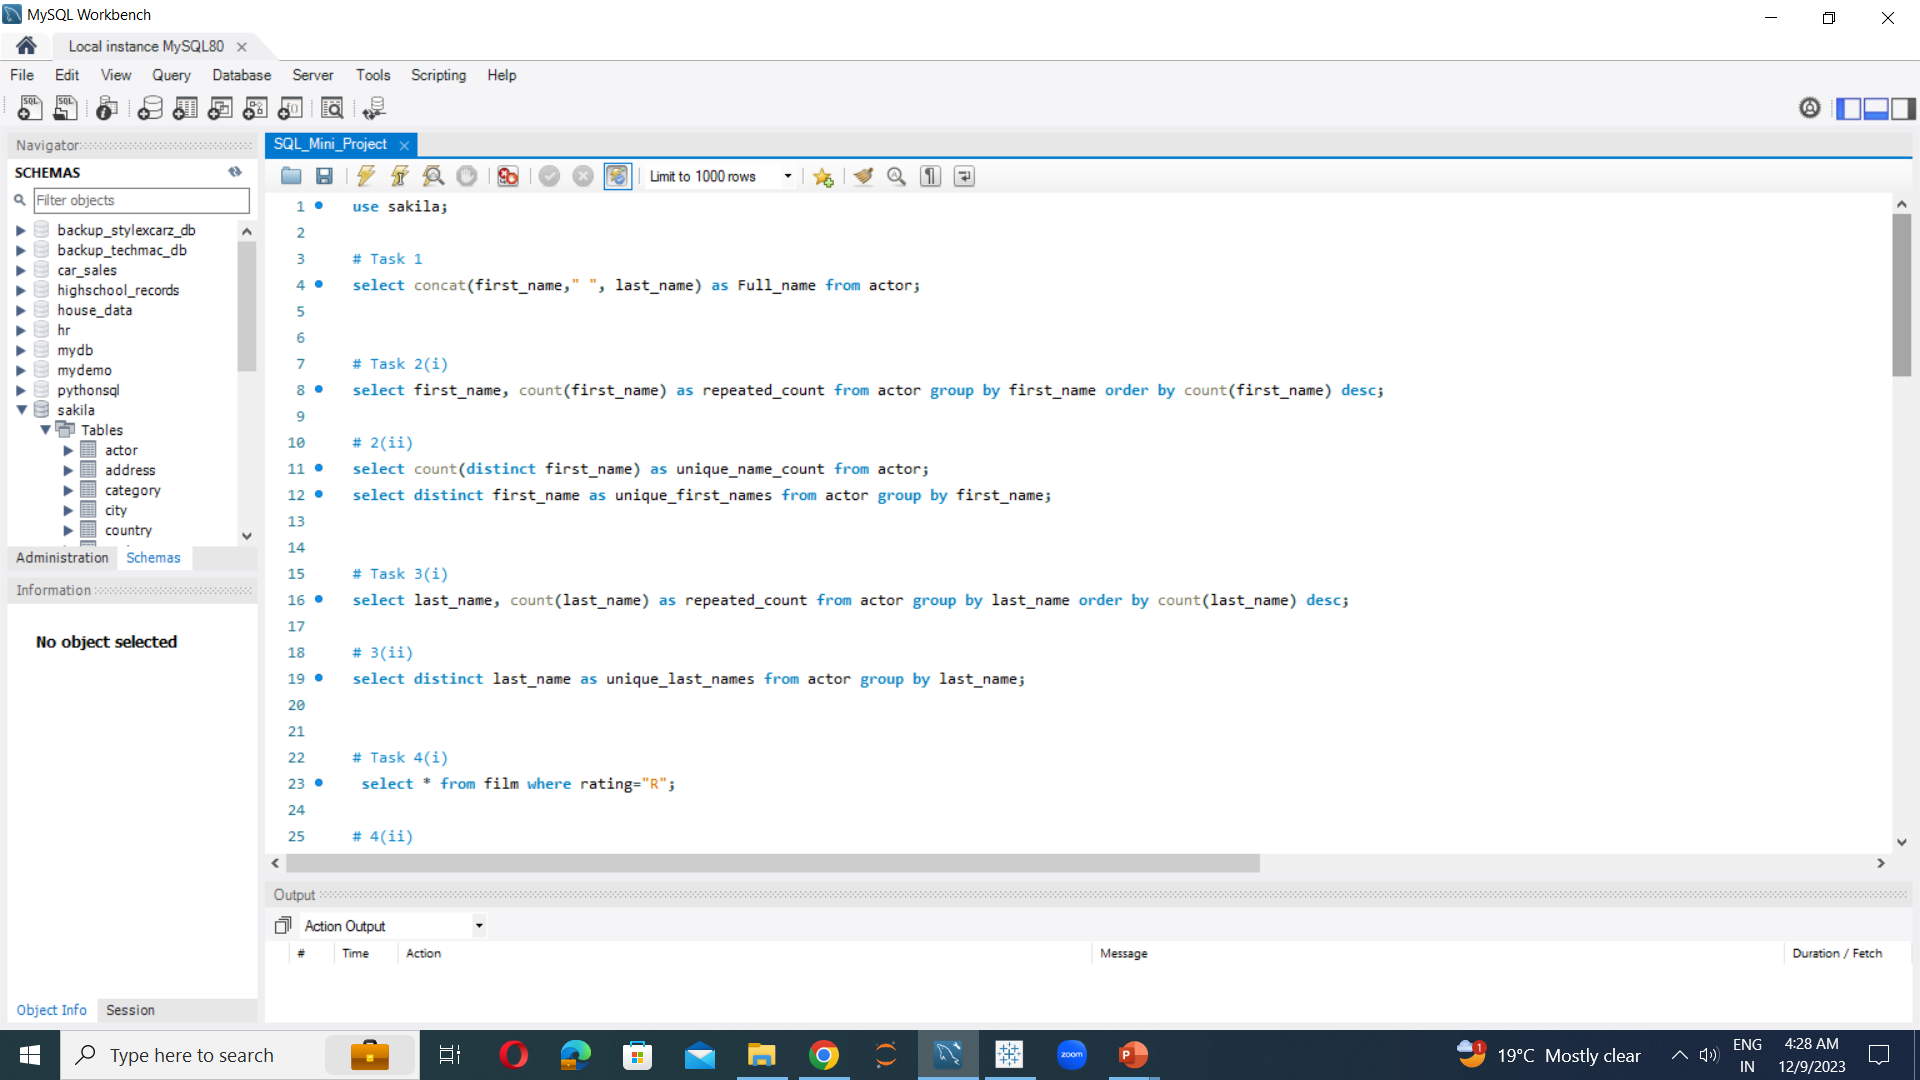 MySQL Workbench
Local instance MySQL80
File Edit View Query Database Server Tools Scripting Help
Navigator
SCHEMAS
Filter objects
backup_stylexcarz_db
backup_techmac_db
car_sales
highschool_records
house_data
hr
mydb
mydemo
pythonsql
sakila
Tables
actor
address
category
city
country
Administration Schemas
Information
No object selected
Object Info Session
SQL_Mini_Project
Limit to 1000 rows
1 use sakila;
2
3 # Task 1
4 select concat(first_name," ", last_name) as Full_name from actor;
5
6
7 # Task 2(i)
8 select first_name, count(first_name) as repeated_count from actor group by first_name order by count(first_name) desc;
9
10 # 2(ii)
11 select count(distinct first_name) as unique_name_count from actor;
12 select distinct first_name as unique_first_names from actor group by first_name;
13
14
15 # Task 3(i)
16 select last_name, count(last_name) as repeated_count from actor group by last_name order by count(last_name) desc;
17
18 # 3(ii)
19 select distinct last_name as unique_last_names from actor group by last_name;
20
21
22 # Task 4(i)
23 select * from film where rating="R";
24
25 # 4(ii)
Output
Action Output
# Time Action Message Duration / Fetch
Type here to search
zoom
1
19°C Mostly clear
ENG
IN
4:28 AM
12/9/2023